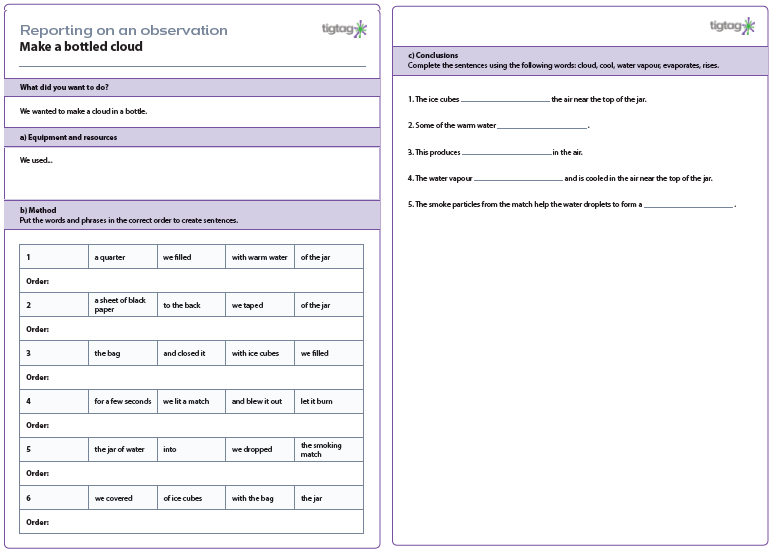 Reporting on an observation
tigtag
Make a bottled cloud
What did you want to do?
We wanted to make a cloud in a bottle.
a) Equipment and resources
We used...
b) Method
Put the words and phrases in the correct order to create sentences.
1 a quarter we filled with warm water of the jar
Order:
2 a sheet of black paper to the back we taped of the jar
Order:
3 the bag and closed it with ice cubes we filled
Order:
4 for a few seconds we lit a match and blew it out let it burn
Order:
5 the jar of water into we dropped the smoking match
Order:
6 we covered of ice cubes with the bag the jar
Order:
tigtag
c) Conclusions
Complete the sentences using the following words: cloud, cool, water vapour, evaporates, rises.
1. The ice cubes ____________________ the air near the top of the jar.
2. Some of the warm water ____________________ .
3. This produces ____________________ in the air.
4. The water vapour ____________________ and is cooled in the air near the top of the jar.
5. The smoke particles from the match help the water droplets to form a ____________________ .